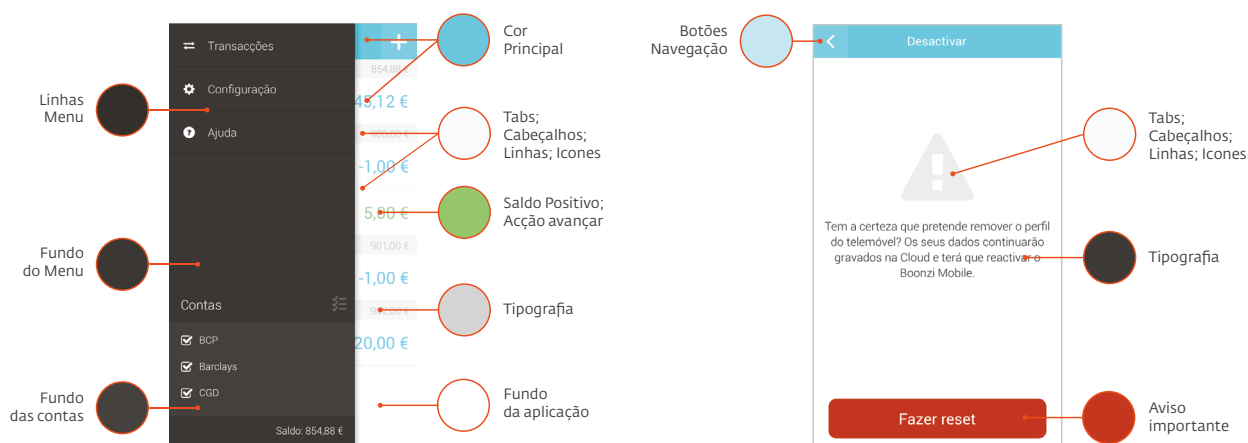 Linhas
Menu
Fundo
do Menu
Fundo
das contas
Transacções
Configuração
Ajuda
Contas
BCP
Barclays
CGD
Saldo: 854,88 €
854,88 €
45,12 €
900,00 €
-1,00 €
5,00 €
901,00 €
-1,00 €
902,00 €
20,00 €
Cor
Principal
Tabs;
Cabeçalhos;
Linhas; Icones
Saldo Positivo;
Acção avançar
Tipografia
Fundo
da aplicação
Botões
Navegação
Desactivar
Tem a certeza que pretende remover o perfil
do telemóvel? Os seus dados continuarão
gravados na Cloud e terá que reactivar o
Boonzi Mobile.
Fazer reset
Tabs;
Cabeçalhos;
Linhas; Icones
Tipografia
Aviso
importante